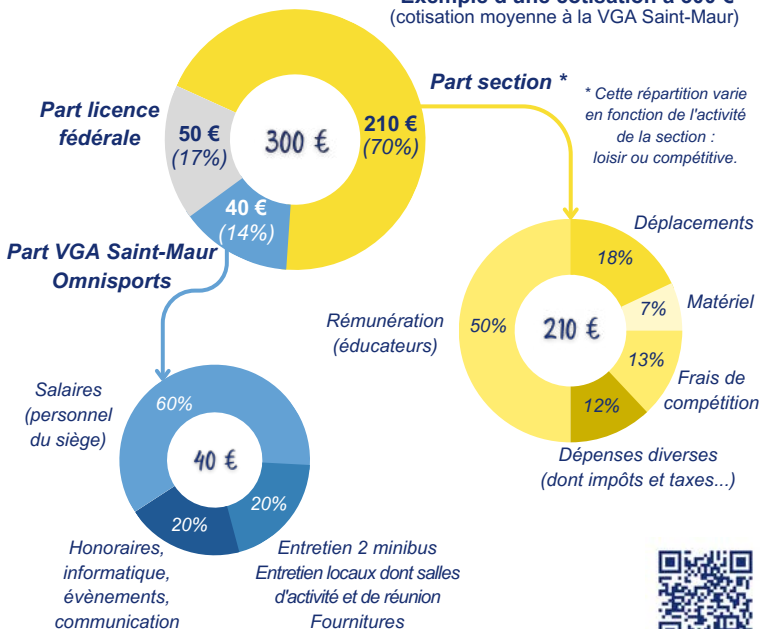 (cotisation moyenne à la VGA Saint-Maur)
Part section *
* Cette répartition varie
en fonction de l'activité
de la section :
loisir ou compétitive.
Part licence
fédérale
50 €
(17%)
300 €
210 €
(70%)
40 €
(14%)
Part VGA Saint-Maur
Omnisports
Déplacements
18%
Matériel
7%
Rémunération
(éducateurs)
50%
210 €
13%
Frais de
compétition
12%
Dépenses diverses
(dont impôts et taxes...)
Salaires
(personnel
du siège)
60%
40 €
20%
20%
Honoraires,
informatique,
évènements,
communication
Entretien 2 minibus
Entretien locaux dont salles
d'activité et de réunion
Fournitures